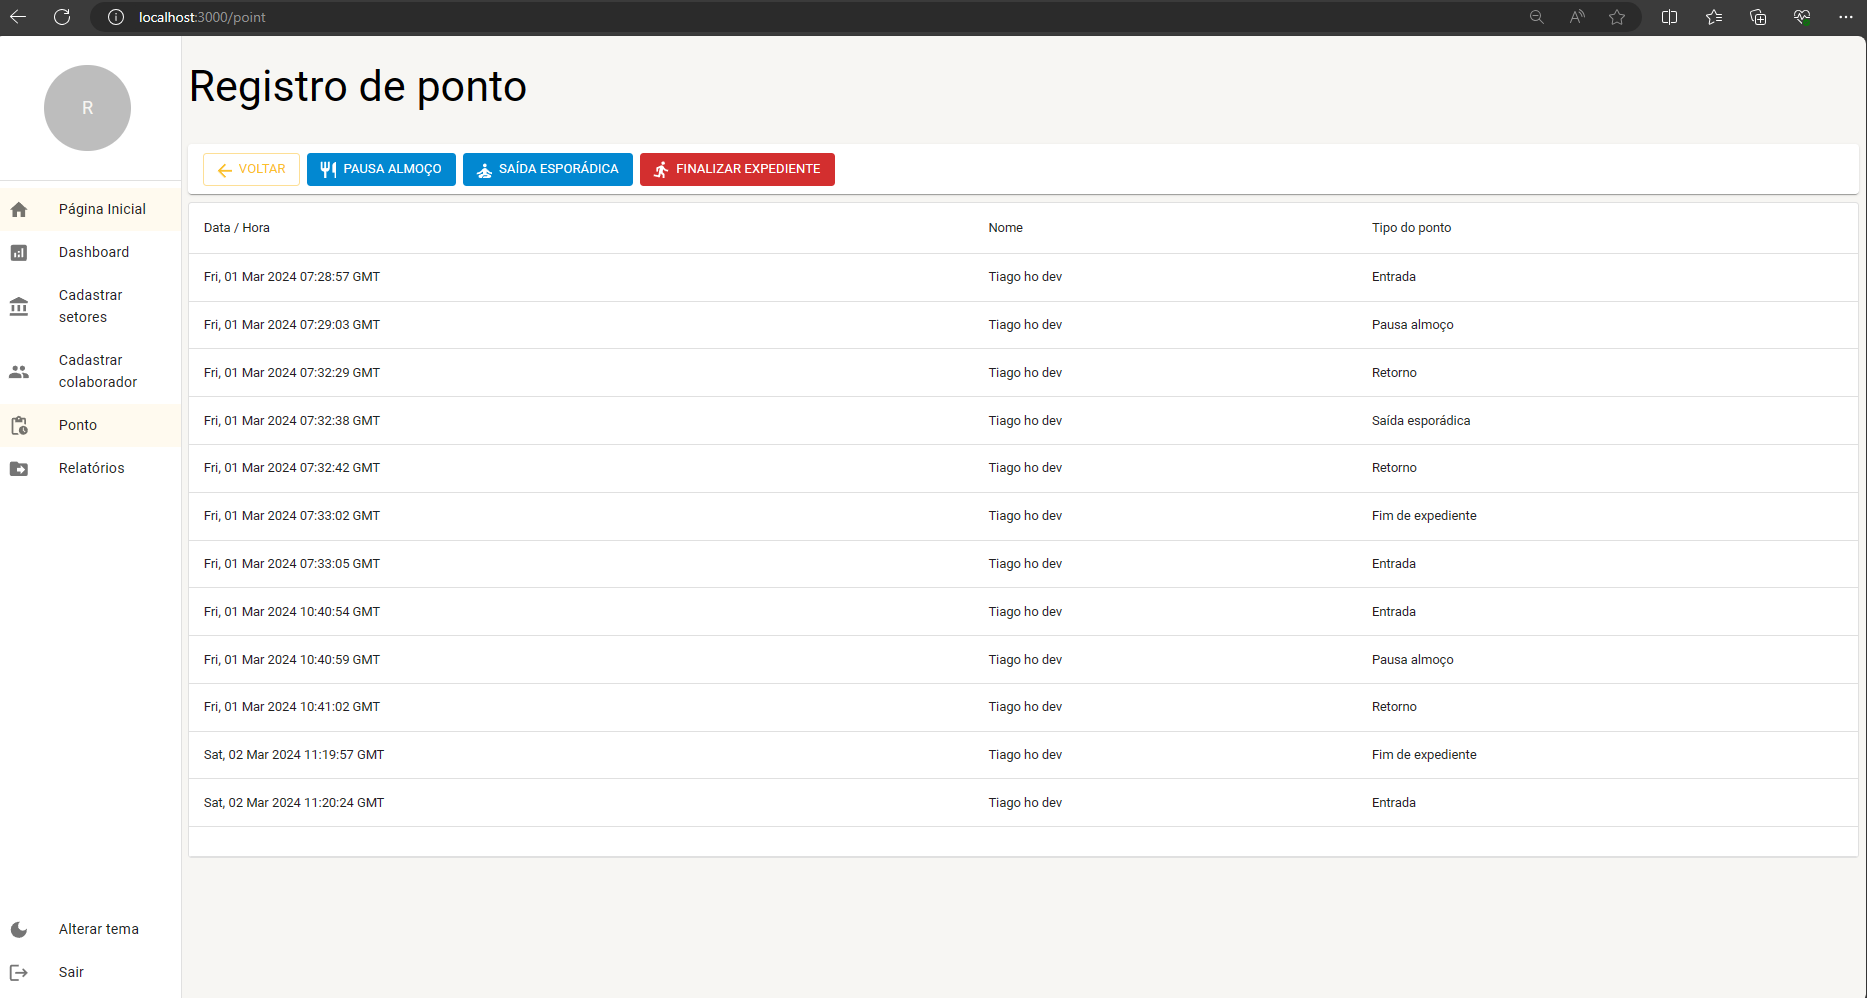 localhost:3000/point
R
Página Inicial
Dashboard
Cadastrar
setores
Cadastrar
colaborador
Ponto
Relatórios
Alterar tema
Sair
Registro de ponto
VOLTAR PAUSA ALMOÇO SAÍDA ESPORÁDICA FINALIZAR EXPEDIENTE
Data / Hora Nome Tipo do ponto
Fri, 01 Mar 2024 07:28:57 GMT Tiago ho dev Entrada
Fri, 01 Mar 2024 07:29:03 GMT Tiago ho dev Pausa almoço
Fri, 01 Mar 2024 07:32:29 GMT Tiago ho dev Retorno
Fri, 01 Mar 2024 07:32:38 GMT Tiago ho dev Saída esporádica
Fri, 01 Mar 2024 07:32:42 GMT Tiago ho dev Retorno
Fri, 01 Mar 2024 07:33:02 GMT Tiago ho dev Fim de expediente
Fri, 01 Mar 2024 07:33:05 GMT Tiago ho dev Entrada
Fri, 01 Mar 2024 10:40:54 GMT Tiago ho dev Entrada
Fri, 01 Mar 2024 10:40:59 GMT Tiago ho dev Pausa almoço
Fri, 01 Mar 2024 10:41:02 GMT Tiago ho dev Retorno
Sat, 02 Mar 2024 11:19:57 GMT Tiago ho dev Fim de expediente
Sat, 02 Mar 2024 11:20:24 GMT Tiago ho dev Entrada